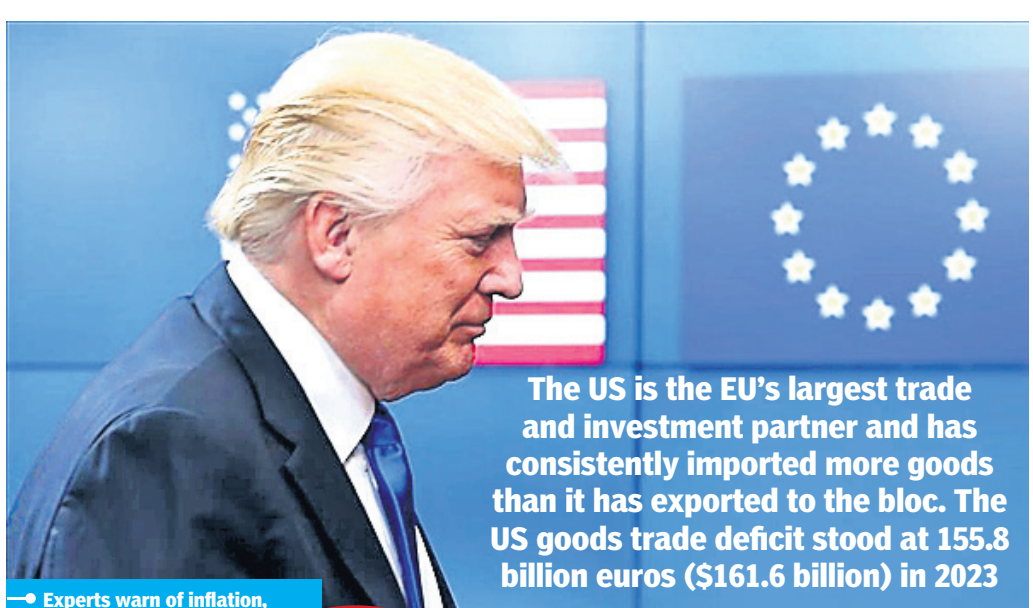 The US is the EU’s largest trade
and investment partner and has
consistently imported more goods
than it has exported to the bloc. The
US goods trade deficit stood at 155.8
billion euros ($161.6 billion) in 2023
Experts warn of inflation,